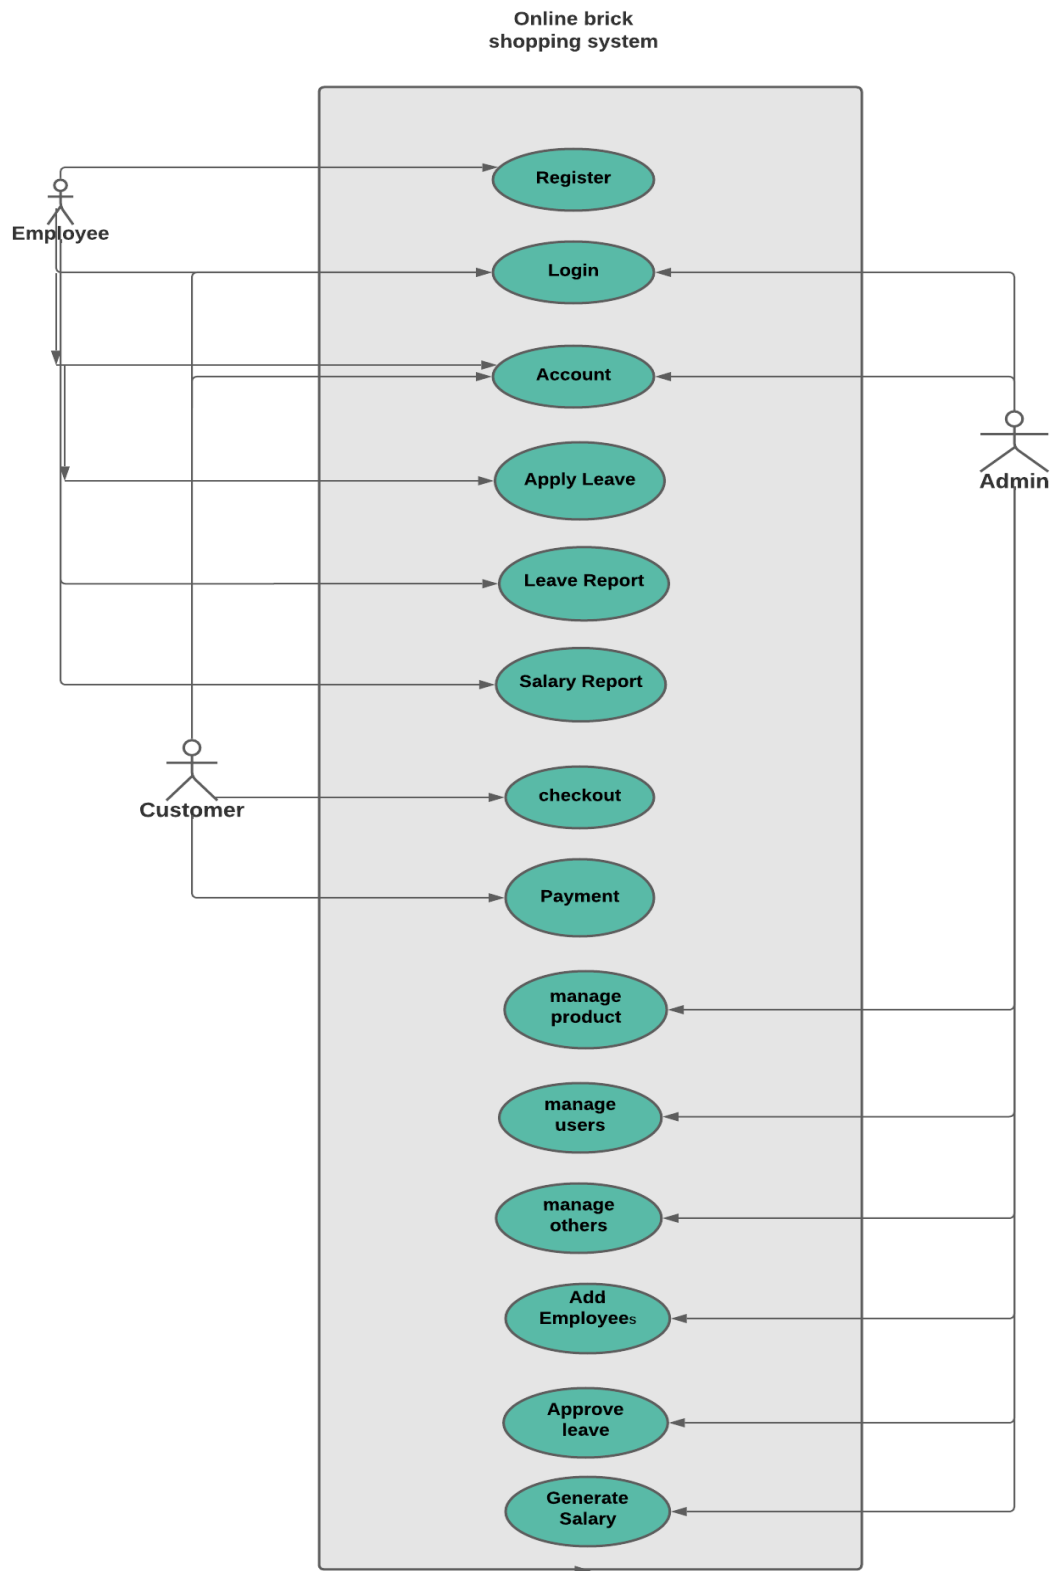 Online brick
shopping system
Register
Employee
Login
Account
Apply Leave
Admin
Leave Report
Salary Report
checkout
Customer
Payment
manage
product
manage
users
manage
others
Add
Employees
Approve
leave
Generate
Salary